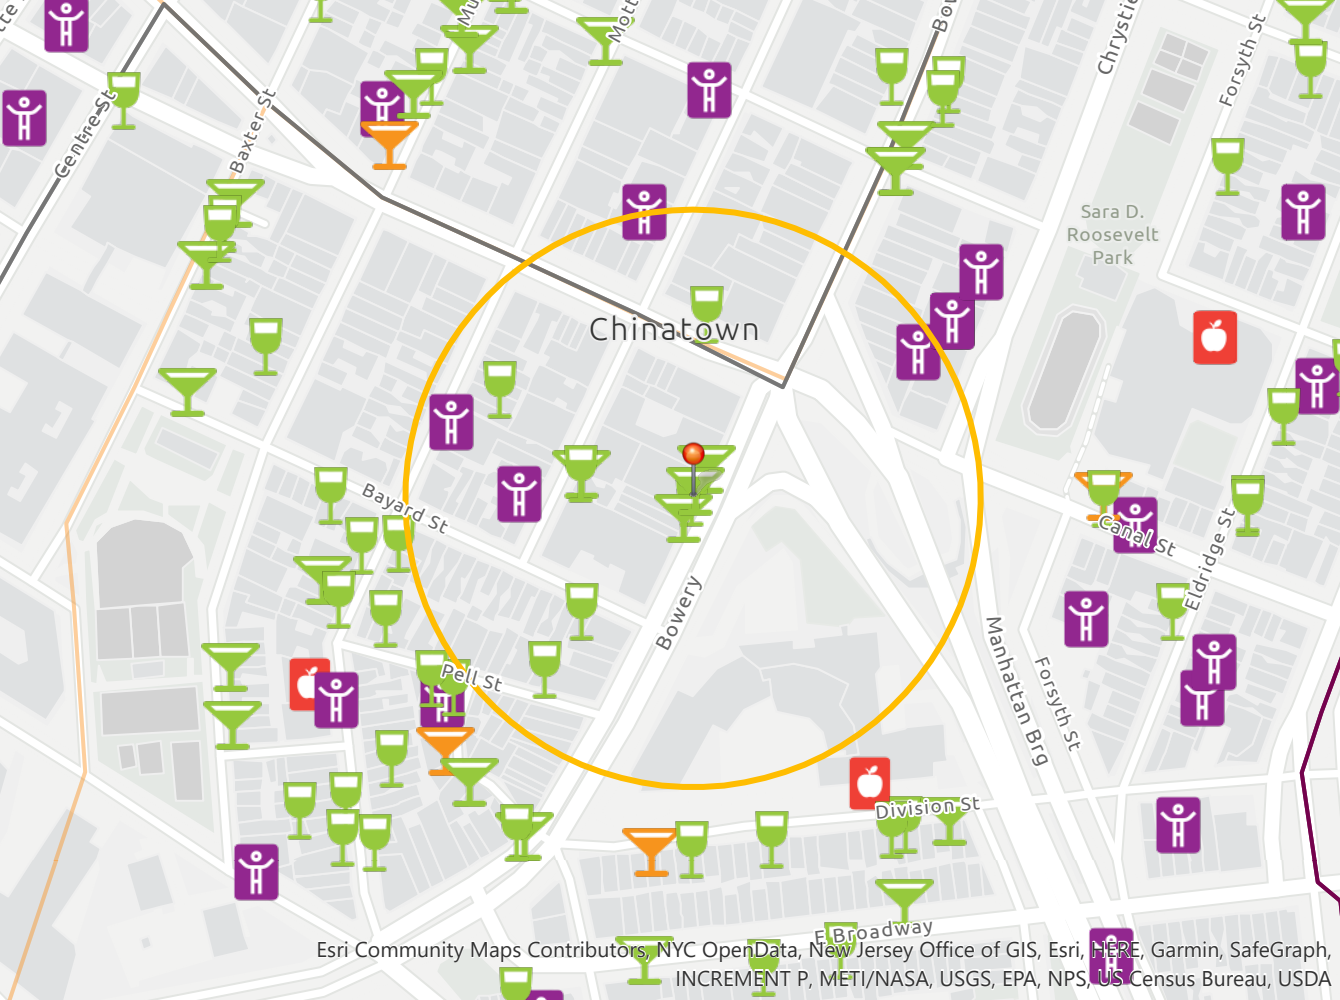 Bow
Chrystie
Forsyth St
Mott
Mu
Centre St
Baxter St
Sara D.
Roosevelt
Park
Chinatown
Bayard St
Canal St
Eldridge St
Bowery
Manhattan Brg
Forsyth St
Pell St
Division St
E Broadway
Esri Community Maps Contributors, NYC OpenData, New Jersey Office of GIS, Esri, HERE, Garmin, SafeGraph,
INCREMENT P, METI/NASA, USGS, EPA, NPS, US Census Bureau, USDA